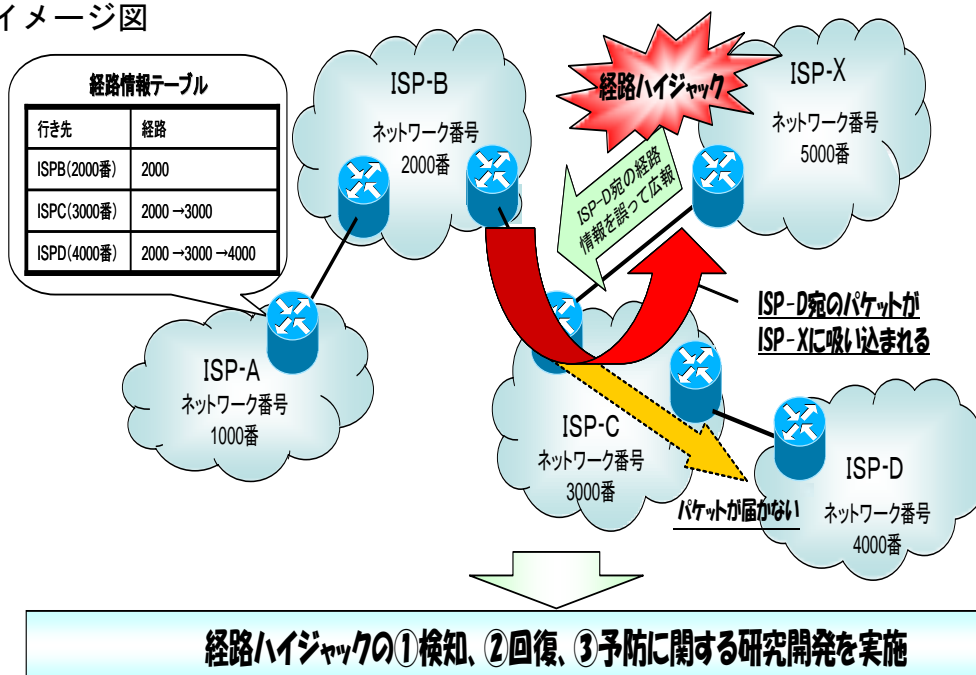 イメージ図
経路情報テーブル
行き先 経路
ISPB(2000番) 2000
ISPC(3000番) 2000→3000
ISPD(4000番) 2000→3000→4000
ISP-B
ネットワーク番号
2000番
経路ハイジャック
ISP-X
ネットワーク番号
5000番
ISP-D宛の経路
情報を誤って広報
ISP-D宛のパケットが
ISP-Xに吸い込まれる
ISP-A
ネットワーク番号
1000番
ISP-C
ネットワーク番号
3000番
パケットが届かない
ISP-D
ネットワーク番号
4000番
経路ハイジャックの①検知、②回復、③予防に関する研究開発を実施